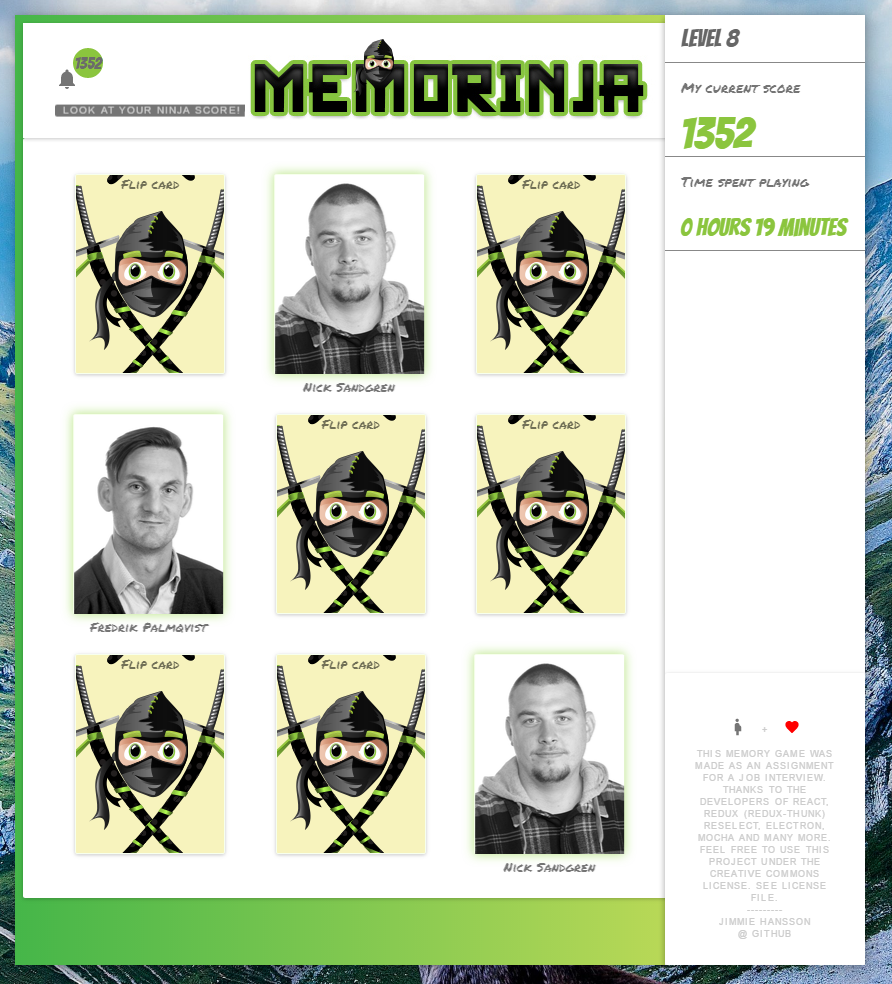 1352
LOOK AT YOUR NINJA SCORE!
MEMORINJA
LEVEL 8
My current score
1352
Time spent playing
0 HOURS 19 MINUTES
Flip card
Nick Sandgren
Flip card
Fredrik Palmqvist
Flip card
Flip card
Flip card
Flip card
Nick Sandgren
+
THIS MEMORY GAME WAS
MADE AS AN ASSIGNMENT
FOR A JOB INTERVIEW.
THANKS TO THE
DEVELOPERS OF REACT,
REDUX (REDUX-THUNK)
RESELECT, ELECTRON,
MOCHA AND MANY MORE.
FEEL FREE TO USE THIS
PROJECT UNDER THE
CREATIVE COMMONS
LICENSE. SEE LICENSE
FILE.
---------
JIMMIE HANSSON
@ GITHUB